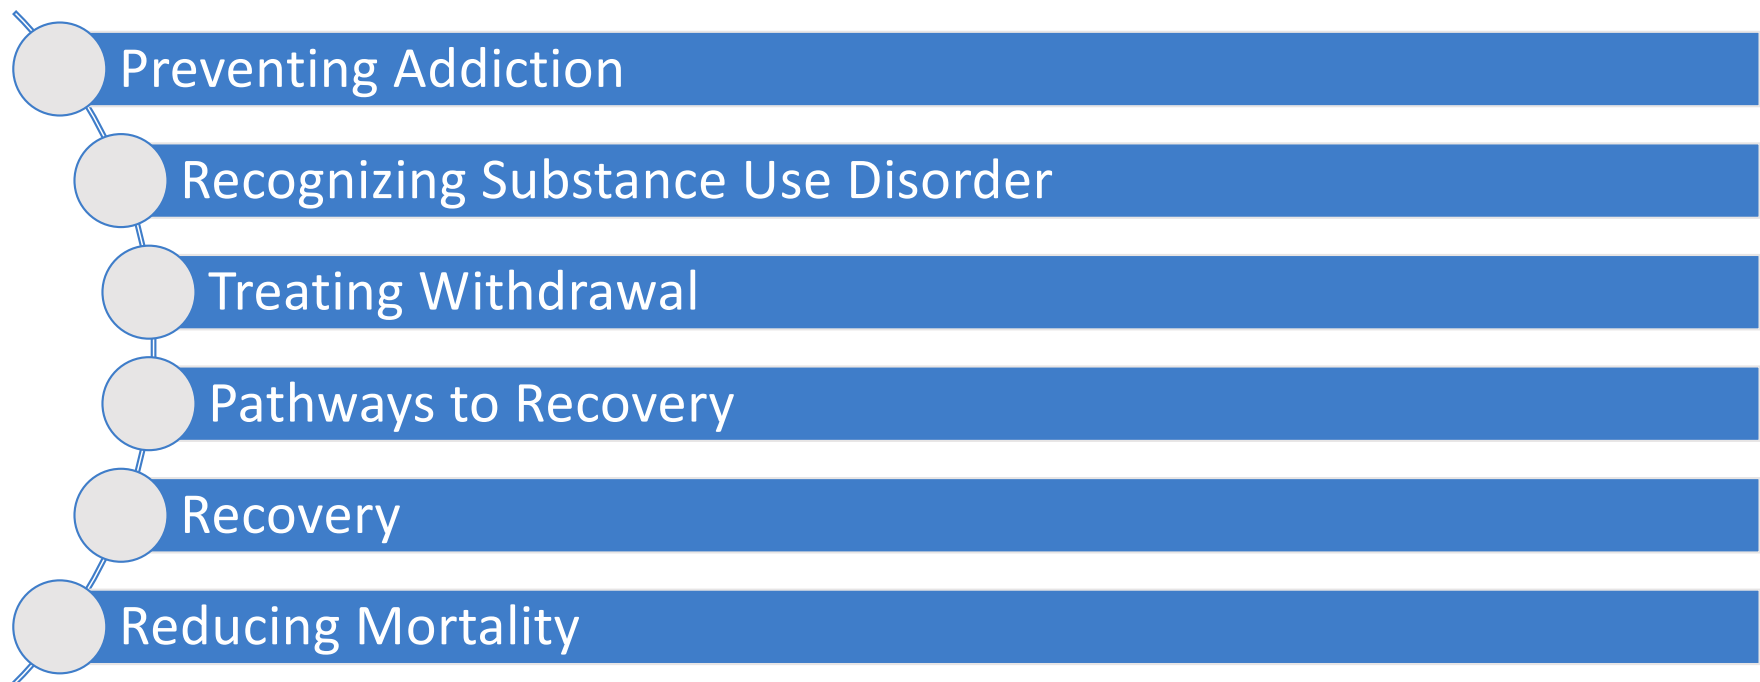 Preventing Addiction
Recognizing Substance Use Disorder
Treating Withdrawal
Pathways to Recovery
Recovery
Reducing Mortality